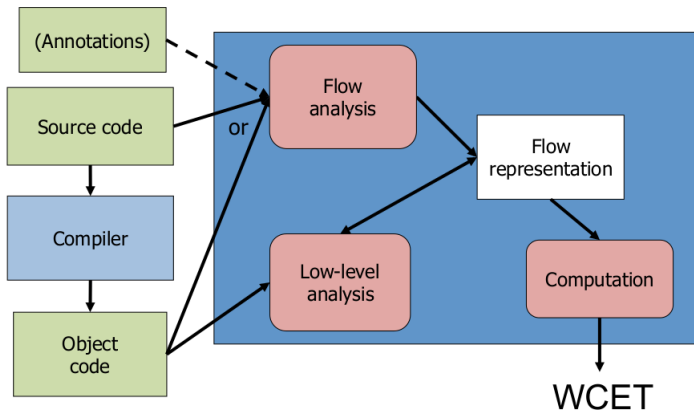 (Annotations)
Source code
Compiler
Object
code
or
Flow
analysis
Low-level
analysis
Flow
representation
Computation
WCET